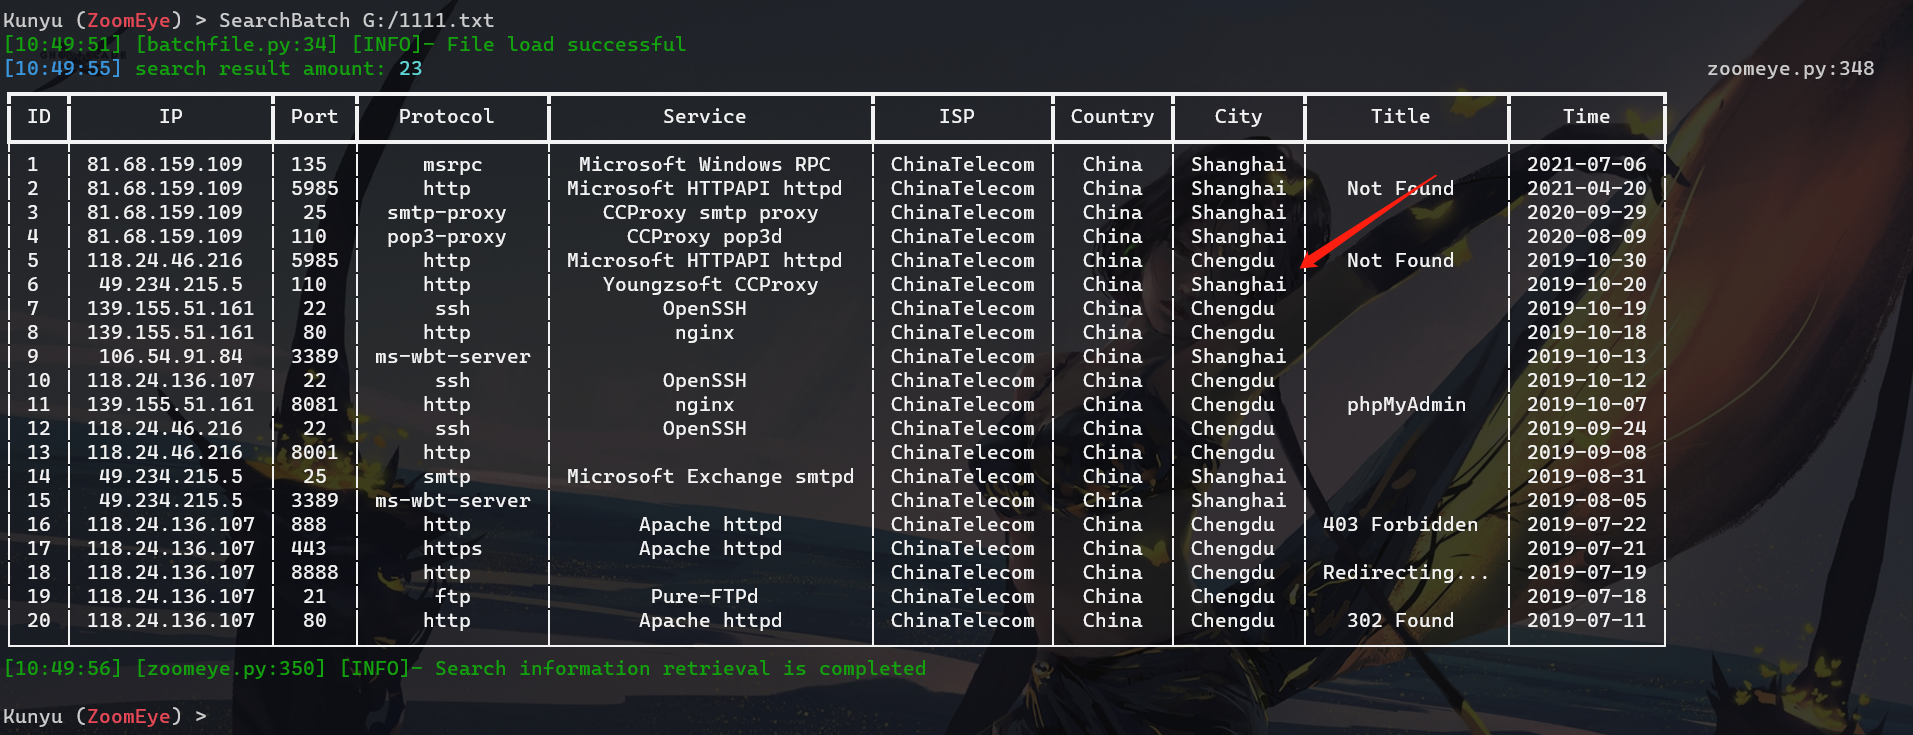 Kunyu (ZoomEye) > SearchBatch G:/1111.txt
[10:49:51] [batchfile.py:34] [INFO]- File load successful
[10:49:55] search result amount: 23 zoomeye.py:348
ID IP Port Protocol Service ISP Country City Title Time
1 81.68.159.109 135 msrpc Microsoft Windows RPC ChinaTelecom China Shanghai 2021-07-06
2 81.68.159.109 5985 http Microsoft HTTPAPI httpd ChinaTelecom China Shanghai Not Found 2021-04-20
3 81.68.159.109 25 smtp-proxy CCProxy smtp proxy ChinaTelecom China Shanghai 2020-09-29
4 81.68.159.109 110 pop3-proxy CCProxy pop3d ChinaTelecom China Shanghai 2020-08-09
5 118.24.46.216 5985 http Microsoft HTTPAPI httpd ChinaTelecom China Chengdu Not Found 2019-10-30
6 49.234.215.5 110 http Youngzsoft CCProxy ChinaTelecom China Shanghai 2019-10-20
7 139.155.51.161 22 ssh OpenSSH ChinaTelecom China Chengdu 2019-10-19
8 139.155.51.161 80 http nginx ChinaTelecom China Chengdu 2019-10-18
9 106.54.91.84 3389 ms-wbt-server ChinaTelecom China Shanghai 2019-10-13
10 118.24.136.107 22 ssh OpenSSH ChinaTelecom China Chengdu 2019-10-12
11 139.155.51.161 8081 http nginx ChinaTelecom China Chengdu phpMyAdmin 2019-10-07
12 118.24.46.216 22 ssh OpenSSH ChinaTelecom China Chengdu 2019-09-24
13 118.24.46.216 8001 http ChinaTelecom China Chengdu 2019-09-08
14 49.234.215.5 25 smtp Microsoft Exchange smtpd ChinaTelecom China Shanghai 2019-08-31
15 49.234.215.5 3389 ms-wbt-server ChinaTelecom China Shanghai 2019-08-05
16 118.24.136.107 888 http Apache httpd ChinaTelecom China Chengdu 403 Forbidden 2019-07-22
17 118.24.136.107 443 https Apache httpd ChinaTelecom China Chengdu 2019-07-21
18 118.24.136.107 8888 http ChinaTelecom China Chengdu Redirecting... 2019-07-19
19 118.24.136.107 21 ftp Pure-FTPd ChinaTelecom China Chengdu 2019-07-18
20 118.24.136.107 80 http Apache httpd ChinaTelecom China Chengdu 302 Found 2019-07-11
[10:49:56] [zoomeye.py:350] [INFO]- Search information retrieval is completed
Kunyu (ZoomEye) >